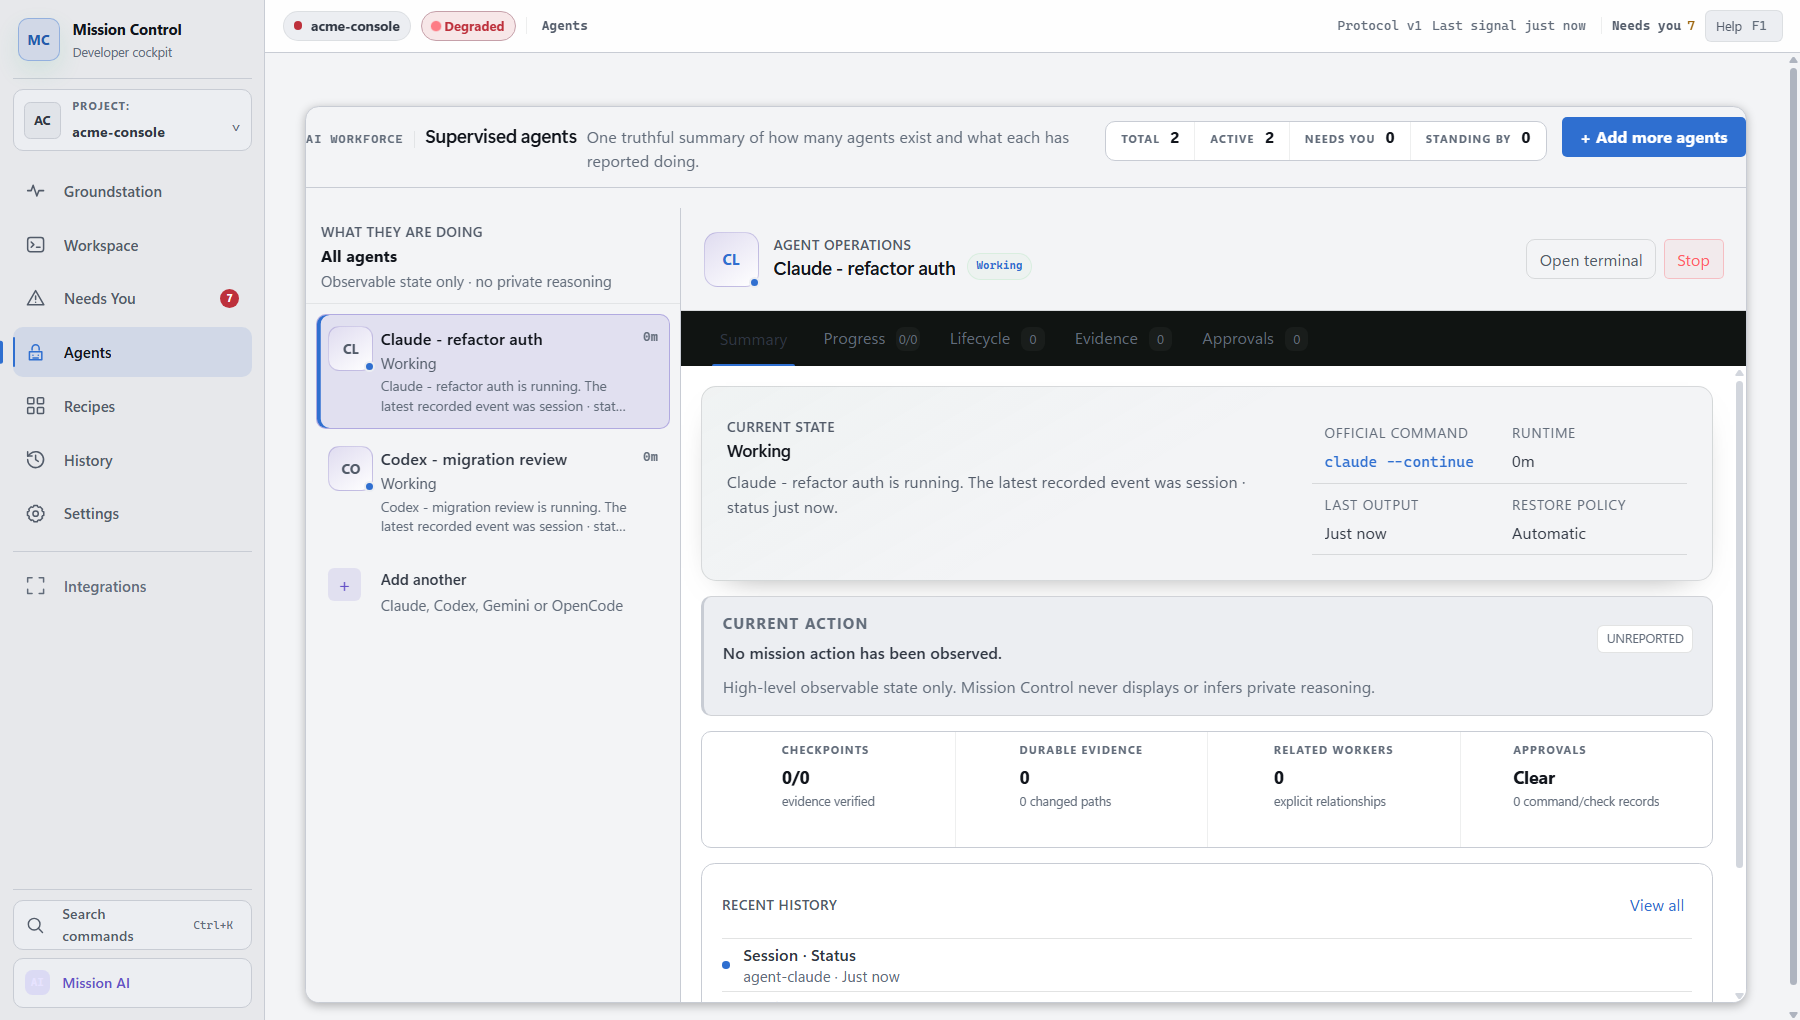 MC
Mission Control
Developer cockpit
AC
PROJECT:
acme-console
v
Groundstation
Workspace
Needs You
7
Agents
Recipes
History
Settings
Integrations
Search
commands
Ctrl+K
AI
Mission AI
acme-console
Degraded
Agents
Protocol v1
Last signal just now
Needs you 7
Help F1
AI WORKFORCE
Supervised agents
One truthful summary of how many agents exist and what each has
reported doing.
TOTAL 2
ACTIVE 2
NEEDS YOU 0
STANDING BY 0
+ Add more agents
WHAT THEY ARE DOING
All agents
Observable state only · no private reasoning
CL
Claude - refactor auth
0m
Working
Claude - refactor auth is running. The
latest recorded event was session · stat...
CO
Codex - migration review
0m
Working
Codex - migration review is running. The
latest recorded event was session · stat...
+
Add another
Claude, Codex, Gemini or OpenCode
CL
AGENT OPERATIONS
Claude - refactor auth
Working
Open terminal
Stop
Summary
Progress 0/0
Lifecycle 0
Evidence 0
Approvals 0
CURRENT STATE
Working
Claude - refactor auth is running. The latest recorded event was session ·
status just now.
OFFICIAL COMMAND
claude --continue
RUNTIME
0m
LAST OUTPUT
Just now
RESTORE POLICY
Automatic
CURRENT ACTION
No mission action has been observed.
High-level observable state only. Mission Control never displays or infers private reasoning.
UNREPORTED
CHECKPOINTS
0/0
evidence verified
DURABLE EVIDENCE
0
0 changed paths
RELATED WORKERS
0
explicit relationships
APPROVALS
Clear
0 command/check records
RECENT HISTORY
View all
Session · Status
agent-claude · Just now